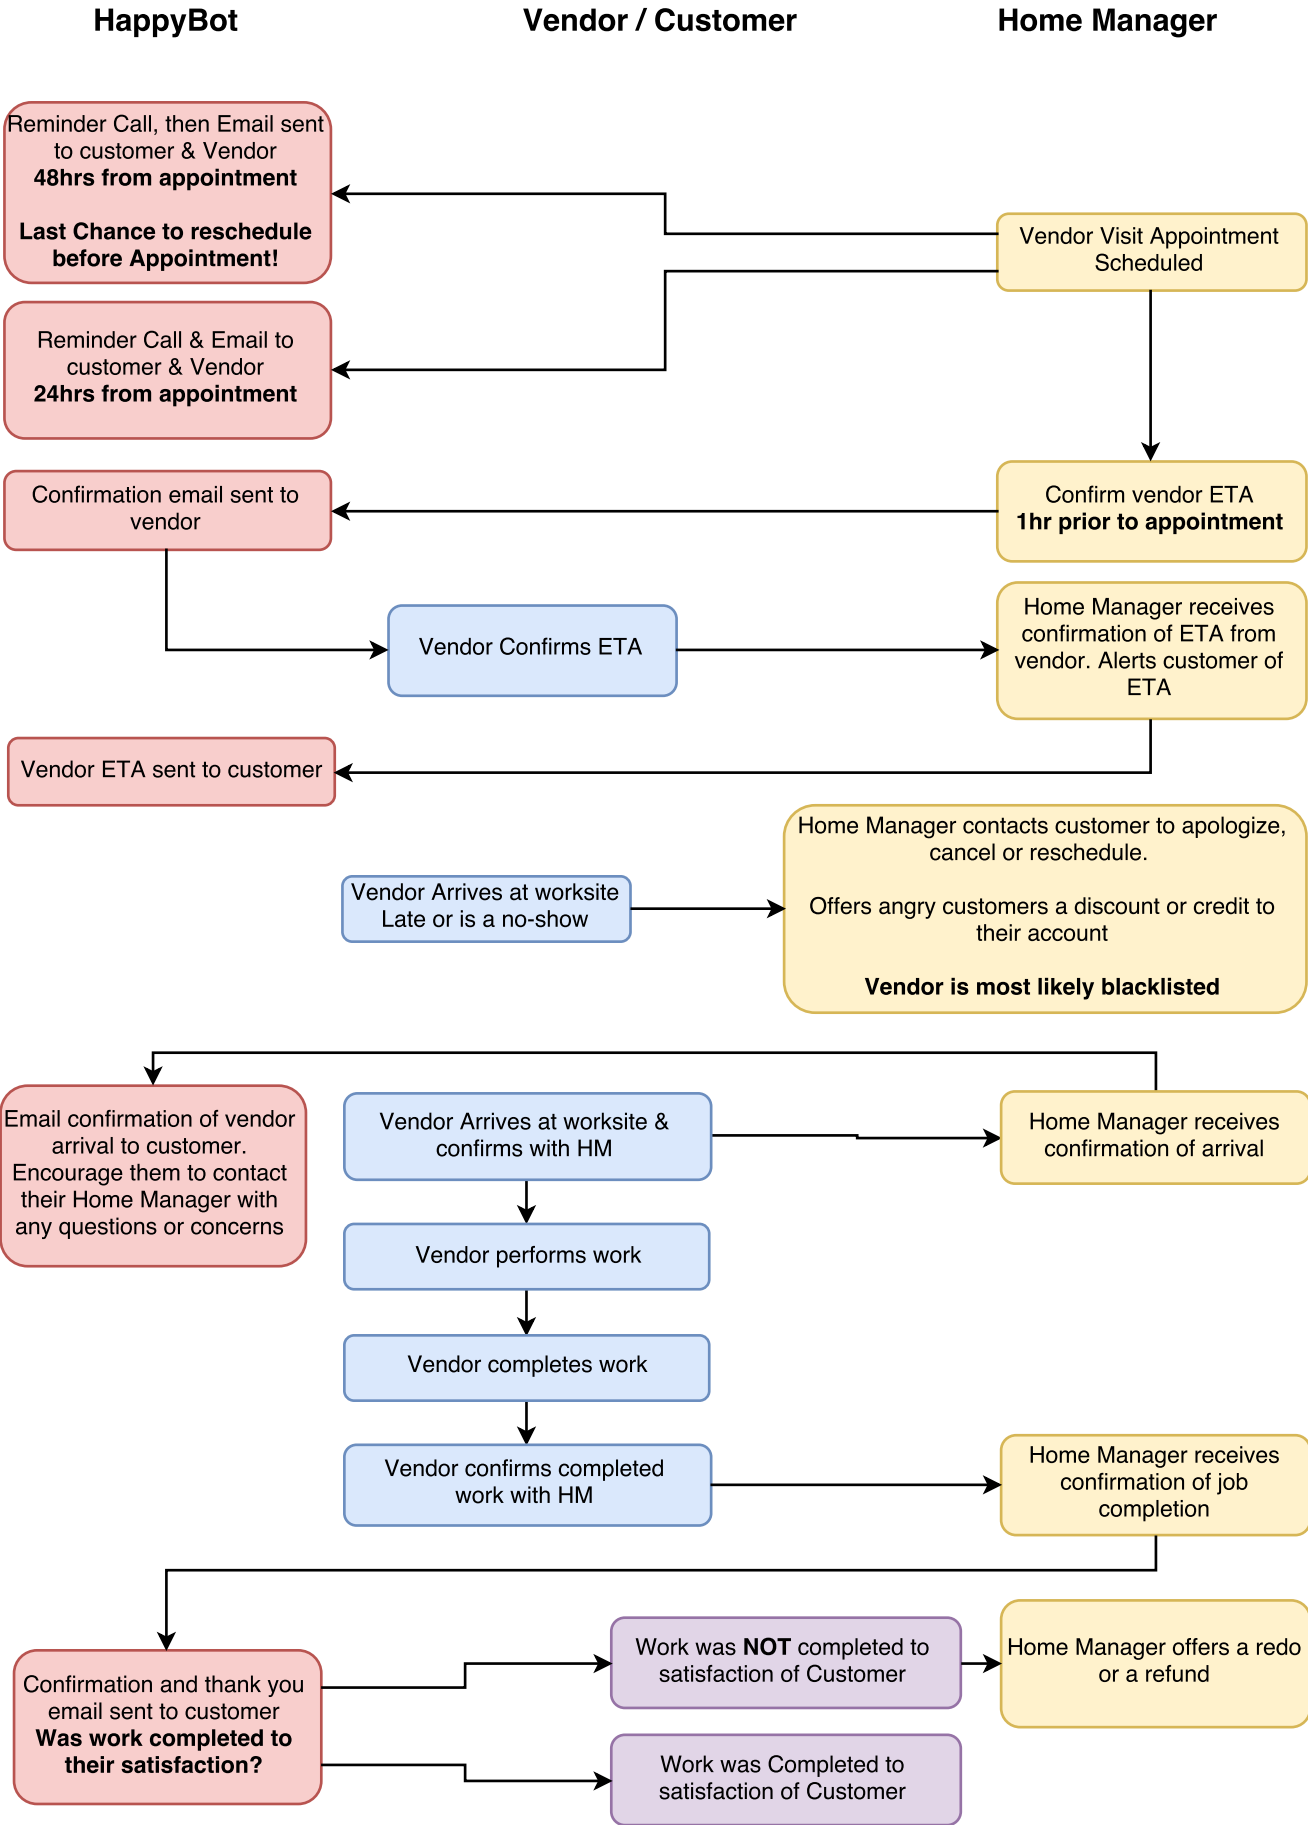 HappyBot
Vendor / Customer
Home Manager
Reminder Call, then Email sent
to customer & Vendor
48hrs from appointment
Last Chance to reschedule
before Appointment!
Vendor Visit Appointment
Scheduled
Reminder Call & Email to
customer & Vendor
24hrs from appointment
Confirmation email sent to
vendor
Confirm vendor ETA
1hr prior to appointment
Vendor Confirms ETA
Home Manager receives
confirmation of ETA from
vendor. Alerts customer of
ETA
Vendor ETA sent to customer
Vendor Arrives at worksite
Late or is a no-show
Home Manager contacts customer to apologize,
cancel or reschedule.
Offers angry customers a discount or credit to
their account
Vendor is most likely blacklisted
Email confirmation of vendor
arrival to customer.
Encourage them to contact
their Home Manager with
any questions or concerns
Vendor Arrives at worksite &
confirms with HM
Home Manager receives
confirmation of arrival
Vendor performs work
Vendor completes work
Vendor confirms completed
work with HM
Home Manager receives
confirmation of job
completion
Confirmation and thank you
email sent to customer
Was work completed to
their satisfaction?
Work was NOT completed to
satisfaction of Customer
Home Manager offers a redo
or a refund
Work was Completed to
satisfaction of Customer